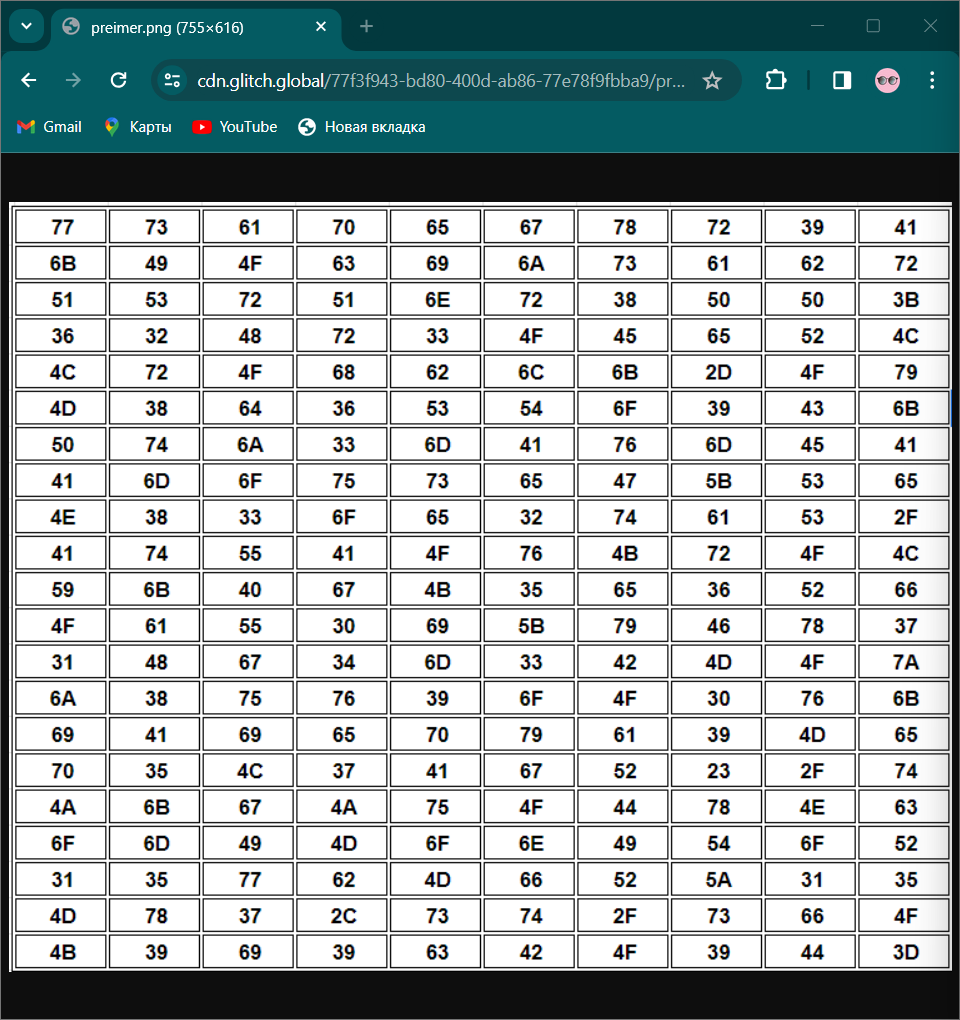 preimer.png (755×616)
cdn.glitch.global/77f3f943-bd80-400d-ab86-77e78f9fbba9/pr...
Gmail Карты YouTube Новая вкладка
77 73 61 70 65 67 78 72 39 41
6B 49 4F 63 69 6A 73 61 62 72
51 53 72 51 6E 72 38 50 50 3B
36 32 48 72 33 4F 45 65 52 4C
4C 72 4F 68 62 6C 6B 2D 4F 79
4D 38 64 36 53 54 6F 39 43 6B
50 74 6A 33 6D 41 76 6D 45 41
41 6D 6F 75 73 65 47 5B 53 65
4E 38 33 6F 65 32 74 61 53 2F
41 74 55 41 4F 76 4B 72 4F 4C
59 6B 40 67 4B 35 65 36 52 66
4F 61 55 30 69 5B 79 46 78 37
31 48 67 34 6D 33 42 4D 4F 7A
6A 38 75 76 39 6F 4F 30 76 6B
69 41 69 65 70 79 61 39 4D 65
70 35 4C 37 41 67 52 23 2F 74
4A 6B 67 4A 75 4F 44 78 4E 63
6F 6D 49 4D 6F 6E 49 54 6F 52
31 35 77 62 4D 66 52 5A 31 35
4D 78 37 2C 73 74 2F 73 66 4F
4B 39 69 39 63 42 4F 39 44 3D